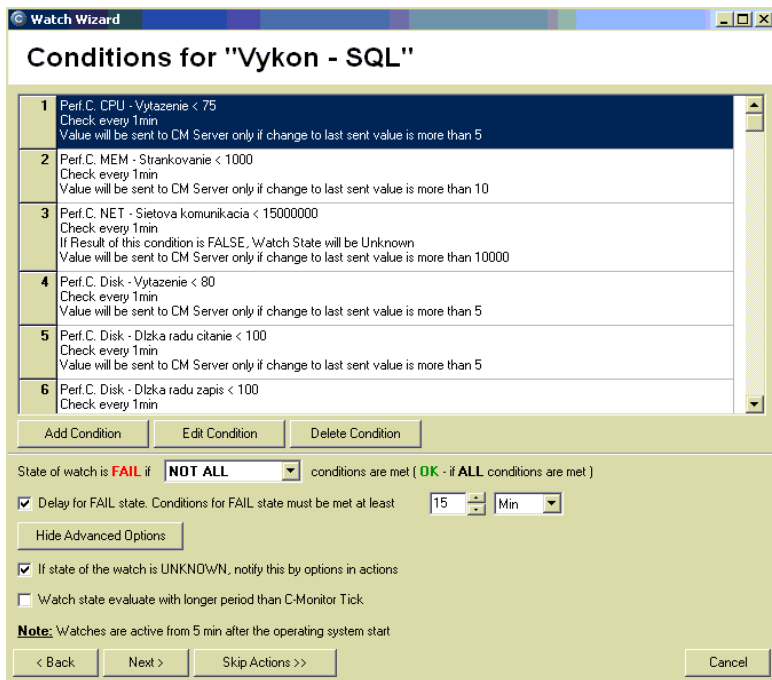 Watch Wizard
Conditions for "Vykon - SQL"
1 Perf.C. CPU - Vytazenie < 75
Check every 1min
Value will be sent to CM Server only if change to last sent value is more than 5
2 Perf.C. MEM - Strankovanie < 1000
Check every 1min
Value will be sent to CM Server only if change to last sent value is more than 10
3 Perf.C. NET - Sietova komunikacia < 15000000
Check every 1min
If Result of this condition is FALSE, Watch State will be Unknown
Value will be sent to CM Server only if change to last sent value is more than 10000
4 Perf.C. Disk - Vytazenie < 80
Check every 1min
Value will be sent to CM Server only if change to last sent value is more than 5
5 Perf.C. Disk - Dlzka radu citanie < 100
Check every 1min
Value will be sent to CM Server only if change to last sent value is more than 5
6 Perf.C. Disk - Dlzka radu zapis < 100
Check every 1min
Add Condition Edit Condition Delete Condition
State of watch is FAIL if NOT ALL conditions are met ( OK - if ALL conditions are met )
Delay for FAIL state. Conditions for FAIL state must be met at least 15 Min
Hide Advanced Options
If state of the watch is UNKNOWN, notify this by options in actions
Watch state evaluate with longer period than C-Monitor Tick
Note: Watches are active from 5 min after the operating system start
< Back Next > Skip Actions >> Cancel